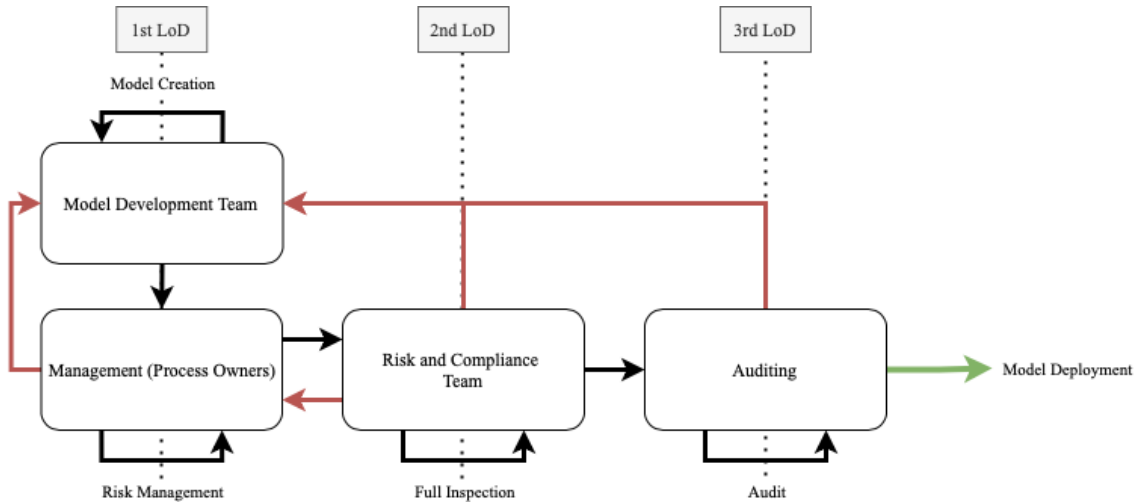 1st LoD
2nd LoD
3rd LoD
Model Creation
Model Development Team
Management (Process Owners)
Risk and Compliance
Team
Auditing
Model Deployment
Risk Management
Full Inspection
Audit